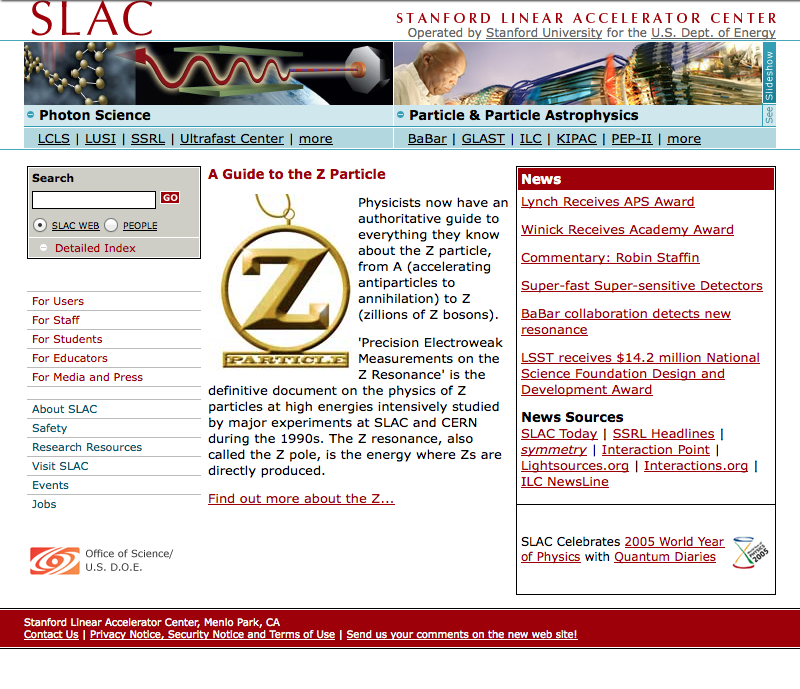 SLAC
STANFORD LINEAR ACCELERATOR CENTER
Operated by Stanford University for the U.S. Dept. of Energy
See Slideshow
Photon Science
LCLS | LUSI | SSRL | Ultrafast Center | more
Particle & Particle Astrophysics
BaBar | GLAST | ILC | KIPAC | PEP-II | more
Search
GO
SLAC WEB PEOPLE
Detailed Index
For Users
For Staff
For Students
For Educators
For Media and Press
About SLAC
Safety
Research Resources
Visit SLAC
Events
Jobs
Office of Science/
U.S. D.O.E.
A Guide to the Z Particle
Z
PARTICLE
Physicists now have an
authoritative guide to
everything they know
about the Z particle,
from A (accelerating
antiparticles to
annihilation) to Z
(zillions of Z bosons).
'Precision Electroweak
Measurements on the
Z Resonance' is the
definitive document on the physics of Z
particles at high energies intensively studied
by major experiments at SLAC and CERN
during the 1990s. The Z resonance, also
called the Z pole, is the energy where Zs are
directly produced.
Find out more about the Z...
News
Lynch Receives APS Award
Winick Receives Academy Award
Commentary: Robin Staffin
Super-fast Super-sensitive Detectors
BaBar collaboration detects new
resonance
LSST receives $14.2 million National
Science Foundation Design and
Development Award
News Sources
SLAC Today | SSRL Headlines |
symmetry | Interaction Point |
Lightsources.org | Interactions.org |
ILC NewsLine
SLAC Celebrates 2005 World Year
of Physics with Quantum Diaries
2005
Stanford Linear Accelerator Center, Menlo Park, CA
Contact Us | Privacy Notice, Security Notice and Terms of Use | Send us your comments on the new web site!